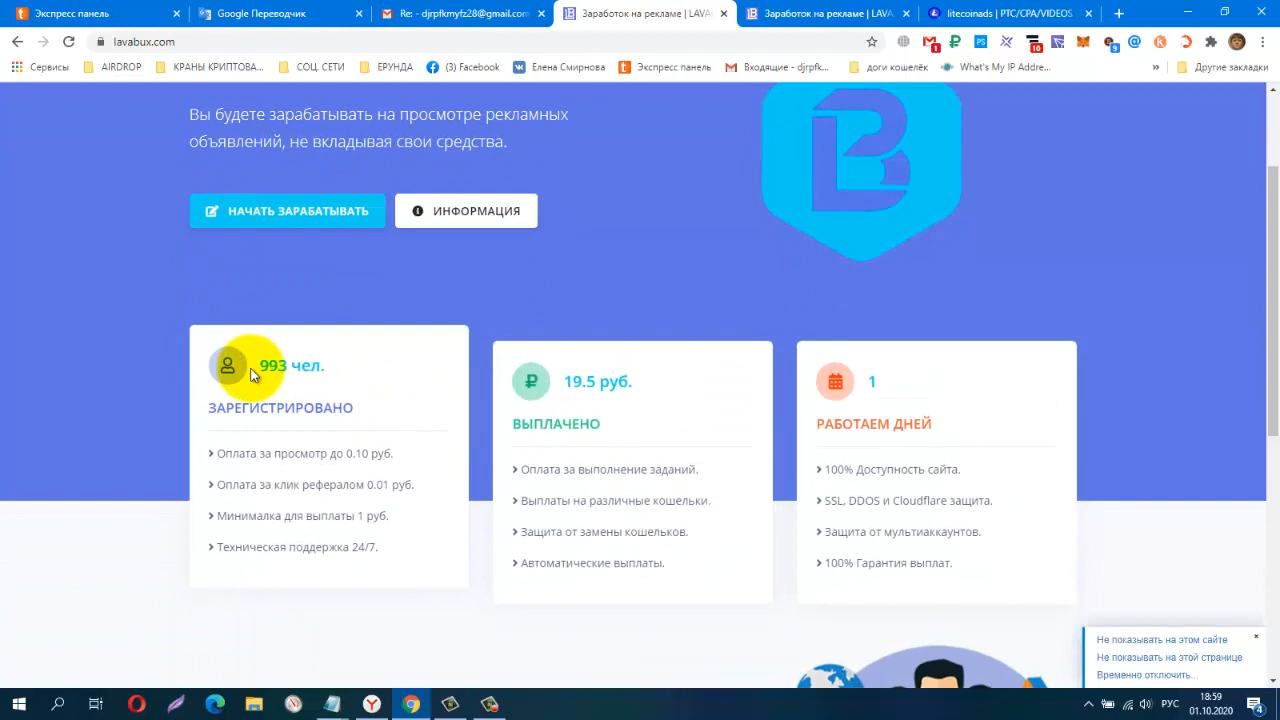 Экспресс панель
Google Переводчик
Re: - djrpfkmyfz28@gmail.com
Заработок на рекламе | LAVA
Заработок на рекламе | LAVA
litecoinads | PTC/CPA/VIDEOS
lavabux.com
1
10
9
Сервисы
AIRDROP
КРАНЫ КРИПТОВА...
СОЦ. СЕТИ
ЕРУНДА
(3) Facebook
Елена Смирнова
Экспресс панель
Входящие - djrpfk...
доги кошелёк
What's My IP Addre...
»
Другие закладки
Вы будете зарабатывать на просмотре рекламных
объявлений, не вкладывая свои средства.
НАЧАТЬ ЗАРАБАТЫВАТЬ
ИНФОРМАЦИЯ
993 чел.
ЗАРЕГИСТРИРОВАНО
Оплата за просмотр до 0.10 руб.
Оплата за клик рефералом 0.01 руб.
Минималка для выплаты 1 руб.
Техническая поддержка 24/7.
19.5 руб.
ВЫПЛАЧЕНО
Оплата за выполнение заданий.
Выплаты на различные кошельки.
Защита от замены кошельков.
Автоматические выплаты.
1
РАБОТАЕМ ДНЕЙ
100% Доступность сайта.
SSL, DDOS и Cloudflare защита.
Защита от мультиаккаунтов.
100% Гарантия выплат.
Не показывать на этом сайте
Не показывать на этой странице
Временно отключить...
РУС
18:59
01.10.2020
4